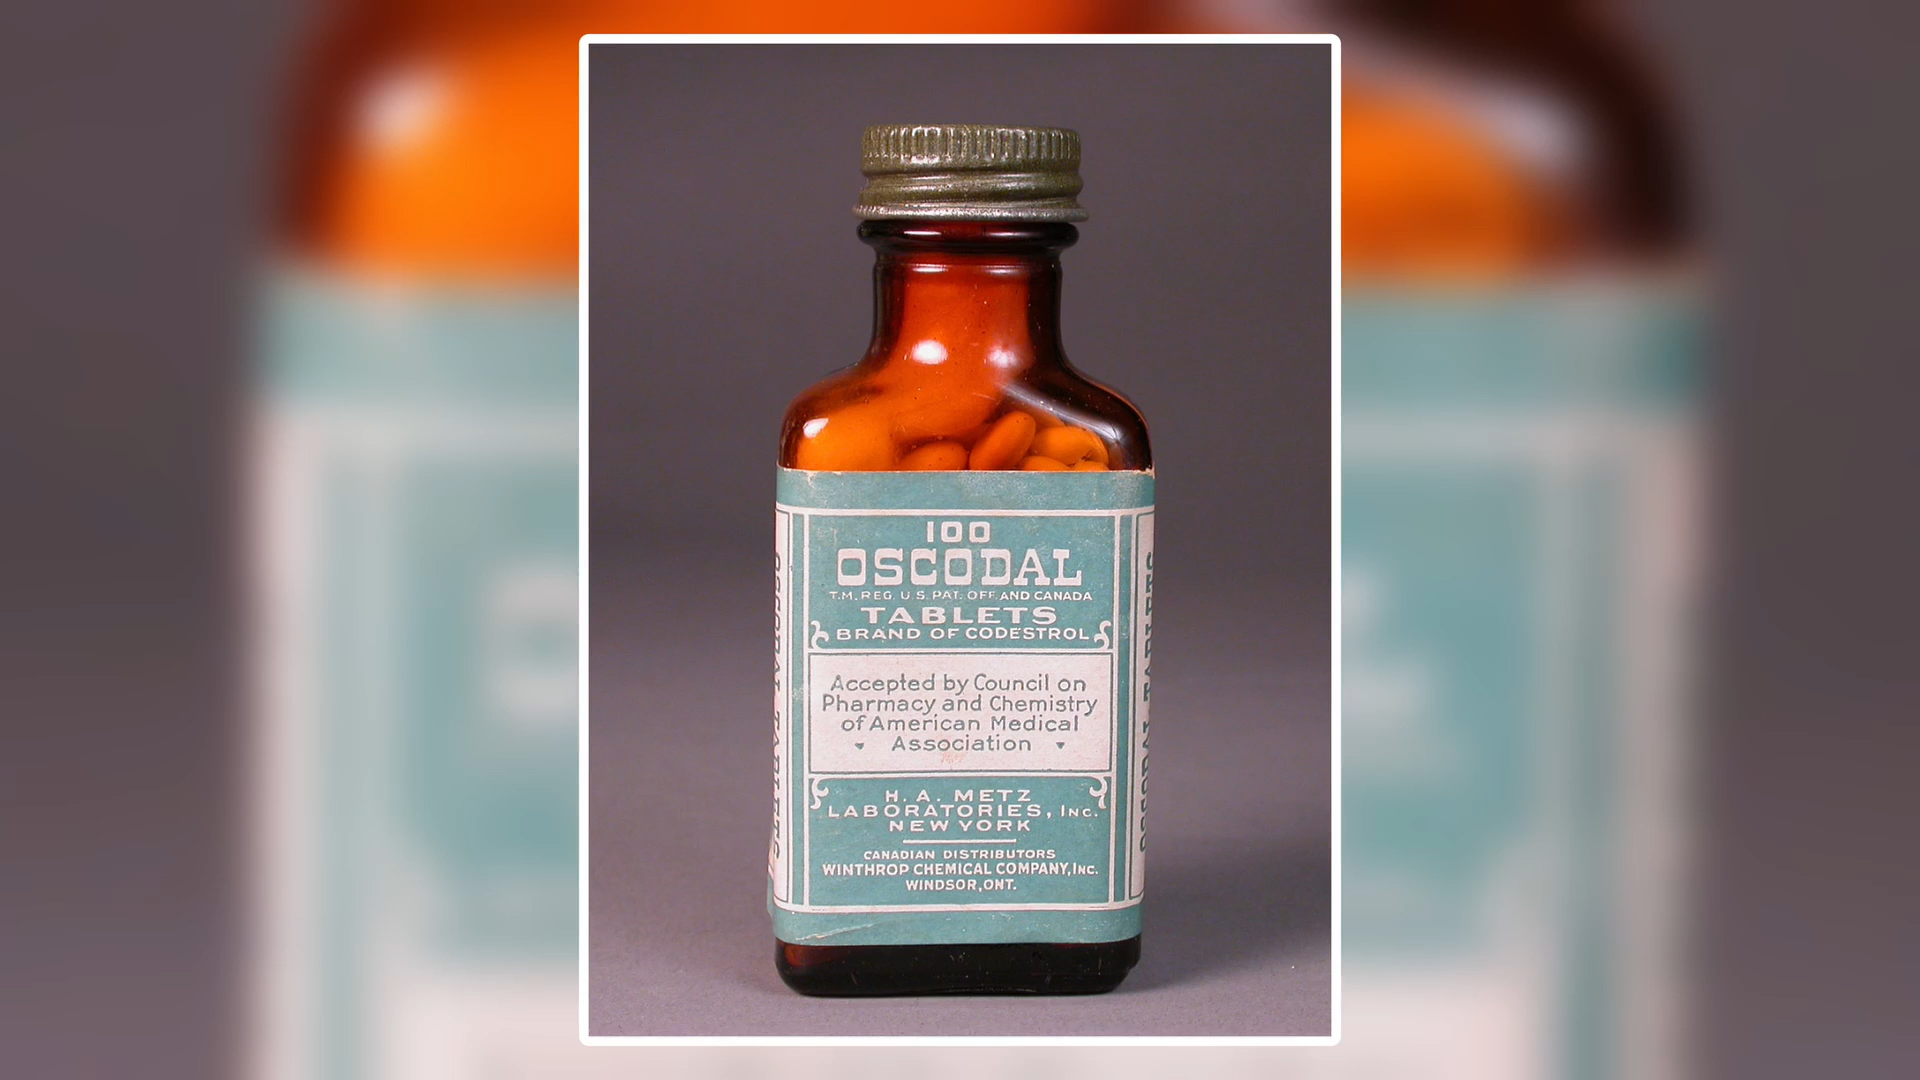 100
OSCODAL
T.M. REG. U.S. PAT. OFF. AND CANADA
TABLETS
BRAND OF CODESTROL
Accepted by Council on
Pharmacy and Chemistry
of American Medical
Association
H. A. METZ
LABORATORIES, INC.
NEW YORK
CANADIAN DISTRIBUTORS
WINTHROP CHEMICAL COMPANY, INC.
WINDSOR, ONT.
OSCODAL TABLETS
OSCODAL TABLETS